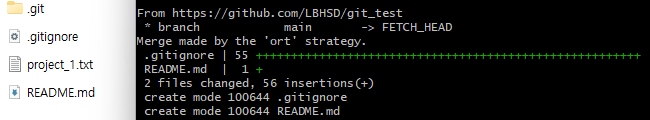 .git
.gitignore
project_1.txt
README.md
From https://github.com/LBHSD/git_test
 * branch            main       -> FETCH_HEAD
Merge made by the 'ort' strategy.
 .gitignore | 55 +++++++++++++++++++++++++++++++++++++++++++++++++++++++
 README.md  |  1 +
 2 files changed, 56 insertions(+)
 create mode 100644 .gitignore
 create mode 100644 README.md